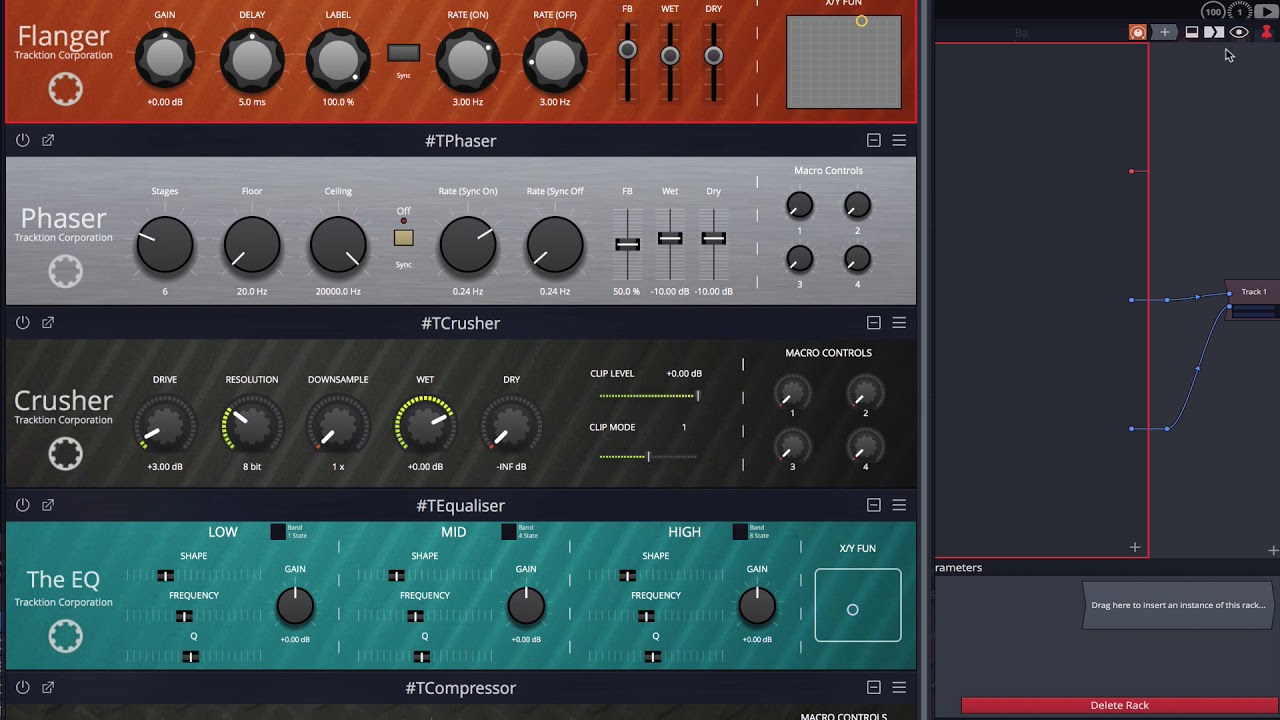 GAIN DELAY LABEL RATE (ON) RATE (OFF) FB WET DRY X/Y FUN
Flanger
Tracktion Corporation
Sync
+0.00 dB 5.0 ms 100.0 % 3.00 Hz 3.00 Hz
100 1
Ba
#TPhaser
Stages Floor Ceiling Off Rate (Sync On) Rate (Sync Off FB Wet Dry
Macro Controls
Phaser
Tracktion Corporation
Sync
1 2
3 4
6 20.0 Hz 20000.0 Hz 0.24 Hz 0.24 Hz 50.0 % -10.00 dB -10.00 dB
#TCrusher
DRIVE RESOLUTION DOWNSAMPLE WET DRY
CLIP LEVEL +0.00 dB
MACRO CONTROLS
Crusher
Tracktion Corporation
CLIP MODE 1
1 2
3 4
+3.00 dB 8 bit 1 x +0.00 dB -INF dB
#TEqualiser
LOW Band 1 State MID Band 4 State HIGH Band 8 State
X/Y FUN
SHAPE SHAPE SHAPE
GAIN GAIN GAIN
The EQ
Tracktion Corporation
FREQUENCY FREQUENCY FREQUENCY
Q Q Q
+0.00 dB +0.00 dB +0.00 dB
#TCompressor
MACRO CONTROLS
Track 1
rameters
Drag here to insert an instance of this rack...
Delete Rack